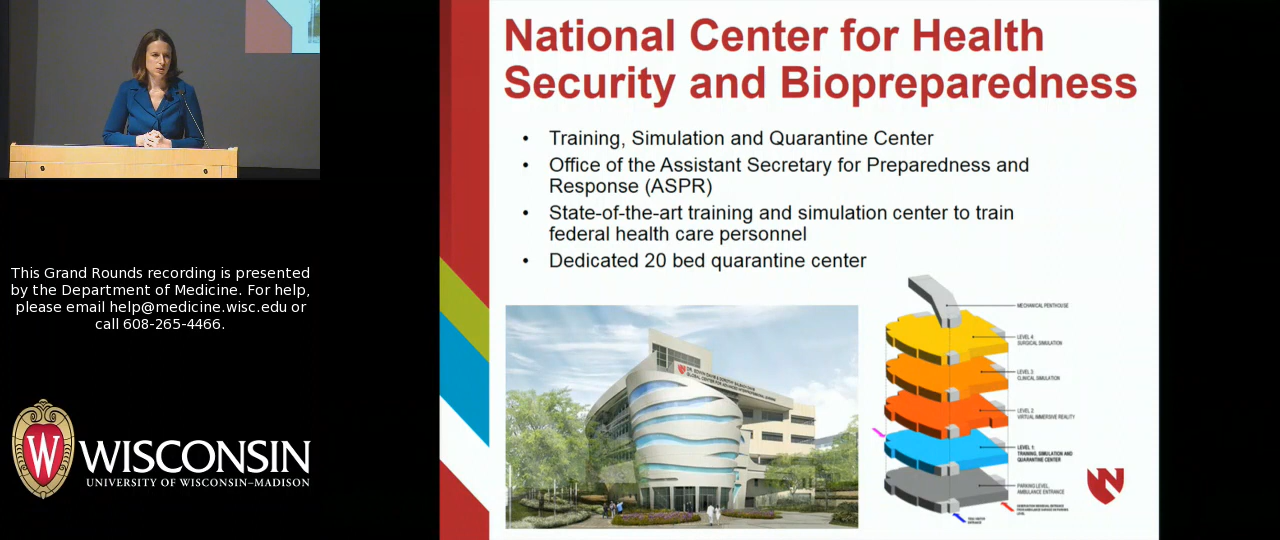 National Center for Health
Security and Biopreparedness
• Training, Simulation and Quarantine Center
• Office of the Assistant Secretary for Preparedness and
Response (ASPR)
• State-of-the-art training and simulation center to train
federal health care personnel
• Dedicated 20 bed quarantine center
MECHANICAL PENTHOUSE
LEVEL 4:
SURGICAL SIMULATION
LEVEL 3:
CLINICAL SIMULATION
LEVEL 2:
VIRTUAL IMMERSIVE REALITY
LEVEL 1:
TRAINING, SIMULATION AND
QUARANTINE CENTER
PARKING LEVEL,
AMBULANCE ENTRANCE
N
This Grand Rounds recording is presented
by the Department of Medicine. For help,
please email help@medicine.wisc.edu or
call 608-265-4466.
W
WISCONSIN
UNIVERSITY OF WISCONSIN–MADISON